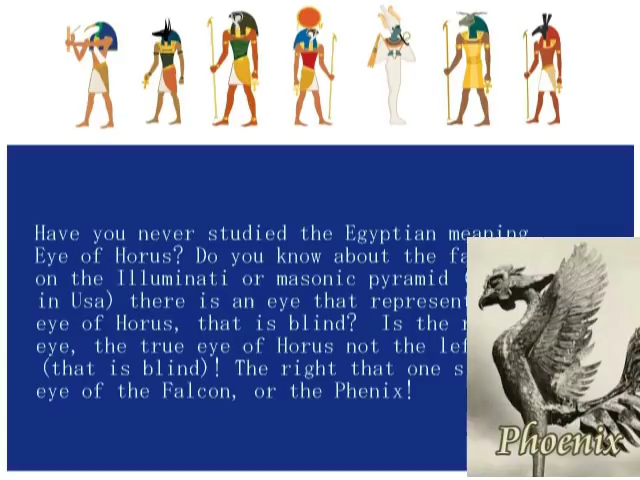 Have you never studied the Egyptian meaning
Eye of Horus? Do you know about the
on the Illuminati or masonic pyramid
in Usa) there is an eye that
eye of Horus, that is blind?  Is the
eye, the true eye of Horus not the
(that is blind)! The right that one
eye of the Falcon, or the Phenix!
Phoenix